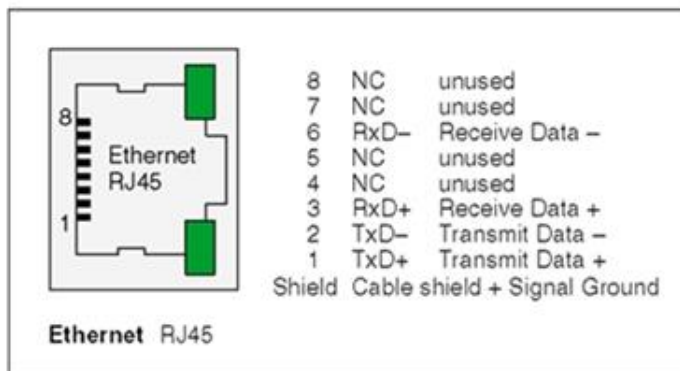 8
Ethernet
RJ45
1
8 NC unused
7 NC unused
6 RxD− Receive Data −
5 NC unused
4 NC unused
3 RxD+ Receive Data +
2 TxD− Transmit Data −
1 TxD+ Transmit Data +
Shield Cable shield + Signal Ground
Ethernet RJ45